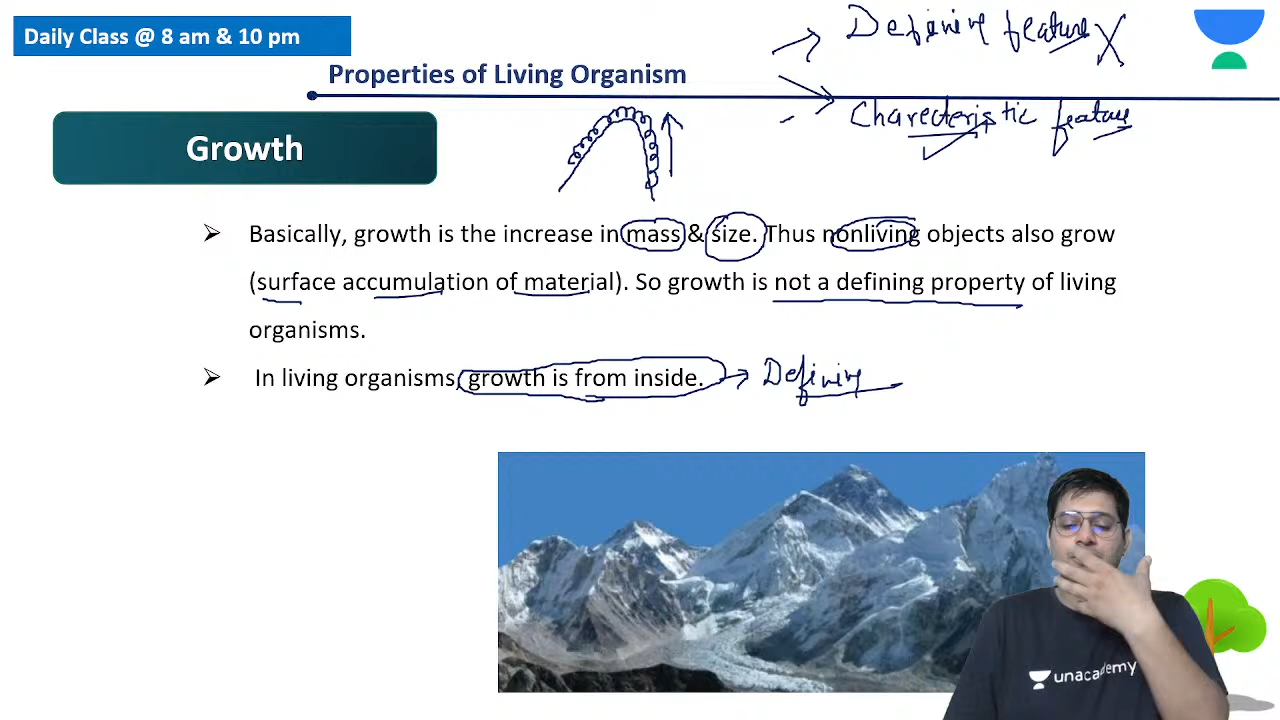 Daily Class @ 8 am & 10 pm
Defining feature
Properties of Living Organism
Charecteristic feature
Growth
➢ Basically, growth is the increase in mass & size. Thus nonliving objects also grow
(surface accumulation of material). So growth is not a defining property of living
organisms.
➢ In living organisms, growth is from inside. → Defining
unacademy